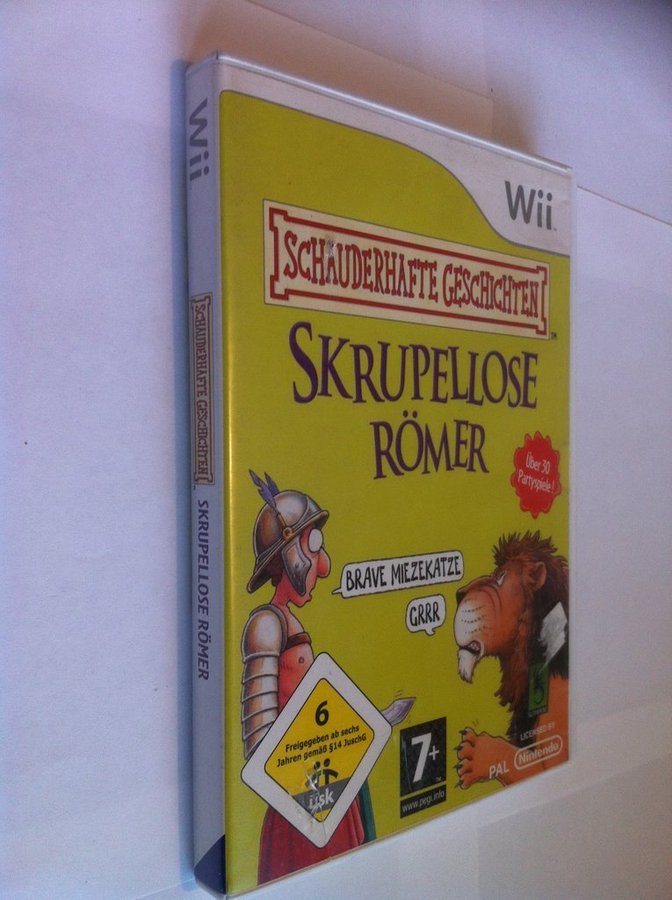 Wii
SCHAUDERHAFTE GESCHICHTEN
SKRUPELLOSE RÖMER
Wii
SCHAUDERHAFTE GESCHICHTEN
SKRUPELLOSE
RÖMER
Über 30
Partyspiele!
BRAVE MIEZEKATZE
GRRR
6
Freigegeben ab sechs
Jahren gemäß §14 JuSchG
usk
7+
www.pegi.info
LICENSED BY
PAL
Nintendo